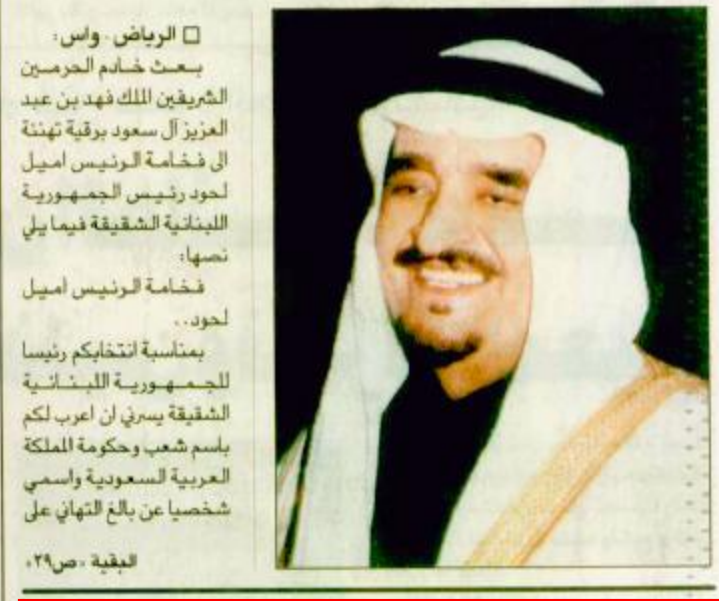 □ الرياض - واس:
بعث خادم الحرمين
الشريفين الملك فهد بن عبد
العزيز آل سعود برقية تهنئة
الى فخامة الرئيس اميل
لحود رئيس الجمهورية
اللبنانية الشقيقة فيما يلي
نصها:
فخامة الرئيس اميل
لحود..
بمناسبة انتخابكم رئيسا
للجمهورية اللبنانية
الشقيقة يسرني ان اعرب لكم
باسم شعب وحكومة المملكة
العربية السعودية واسمي
شخصيا عن بالغ التهاني على
البقية «ص٢٩»